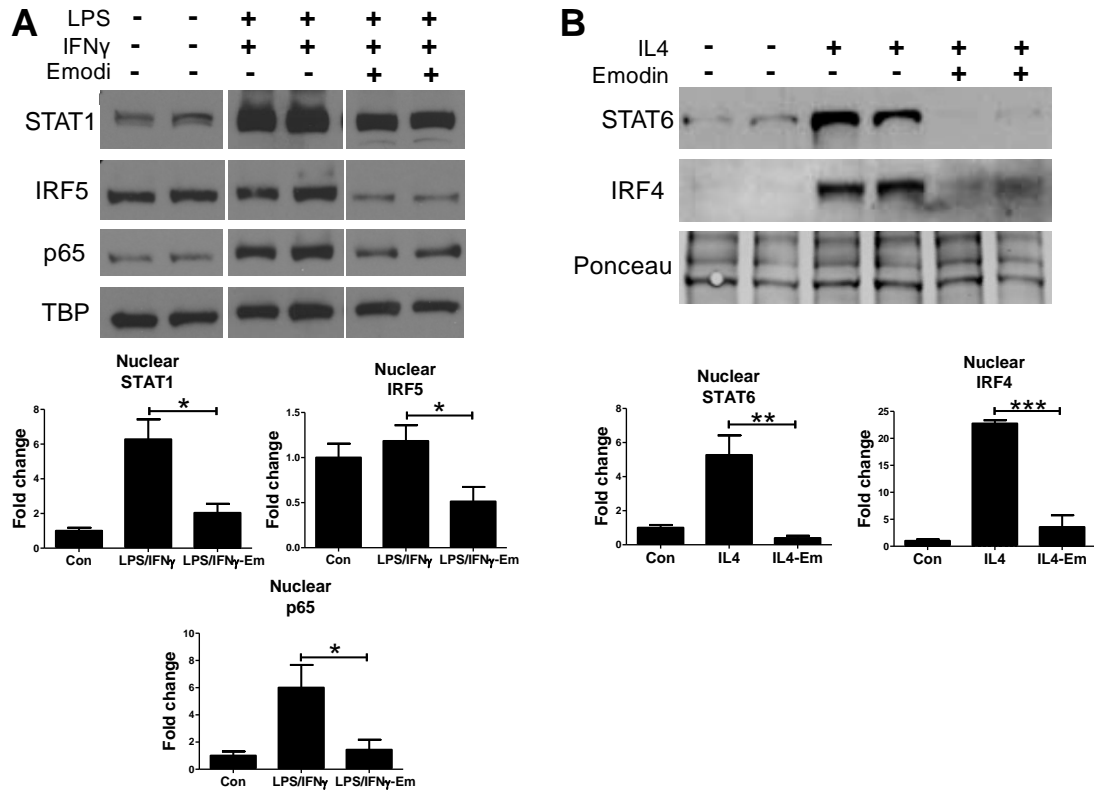 A
LPS - - + + + +
IFNγ - - + + + +
Emodi - - - - + +
STAT1
IRF5
p65
TBP
Nuclear
STAT1
Fold change
8
6
4
2
0
*
Con LPS/IFNγ LPS/IFNγ-Em
Nuclear
IRF5
Fold change
1.5
1.0
0.5
0.0
*
Con LPS/IFNγ LPS/IFNγ-Em
Nuclear
p65
Fold change
10
8
6
4
2
0
*
Con LPS/IFNγ LPS/IFNγ-Em
B
IL4 - - + + + +
Emodin - - - - + +
STAT6
IRF4
Ponceau
Nuclear
STAT6
Fold change
8
6
4
2
0
**
Con IL4 IL4-Em
Nuclear
IRF4
Fold change
25
20
15
10
5
0
***
Con IL4 IL4-Em